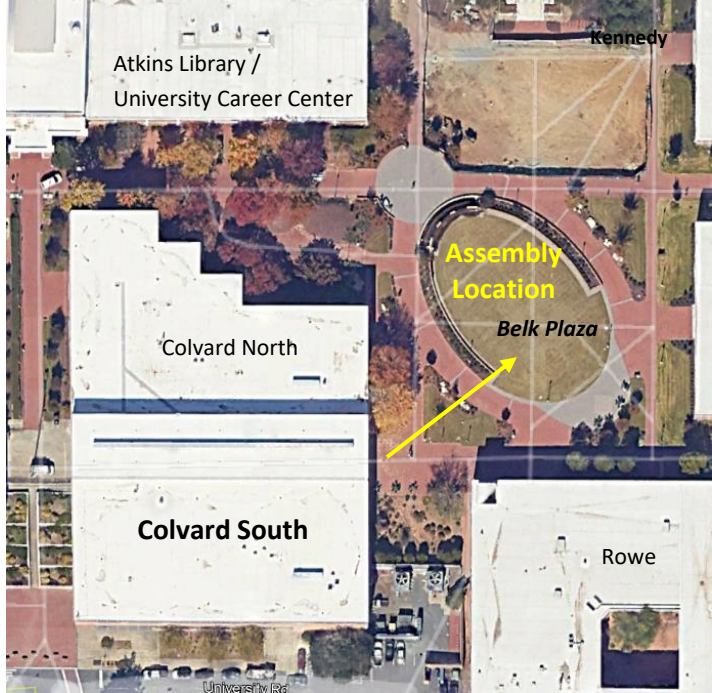 Kennedy
Atkins Library /
University Career Center
Assembly
Location
Belk Plaza
Colvard North
Colvard South
Rowe
University Rd